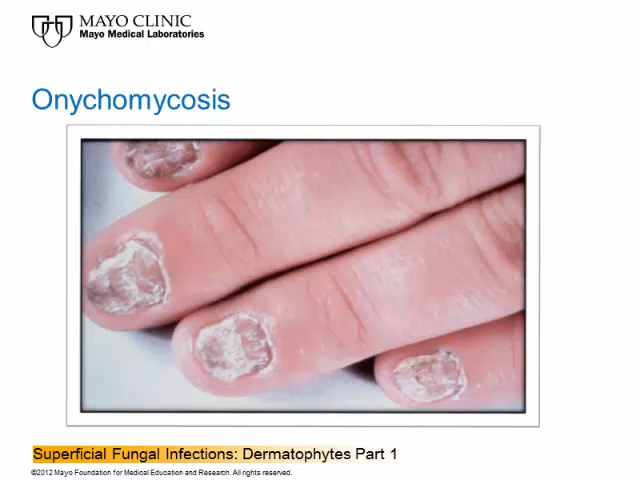 MAYO CLINIC
Mayo Medical Laboratories
Onychomycosis
Superficial Fungal Infections: Dermatophytes Part 1
©2012 Mayo Foundation for Medical Education and Research. All rights reserved.